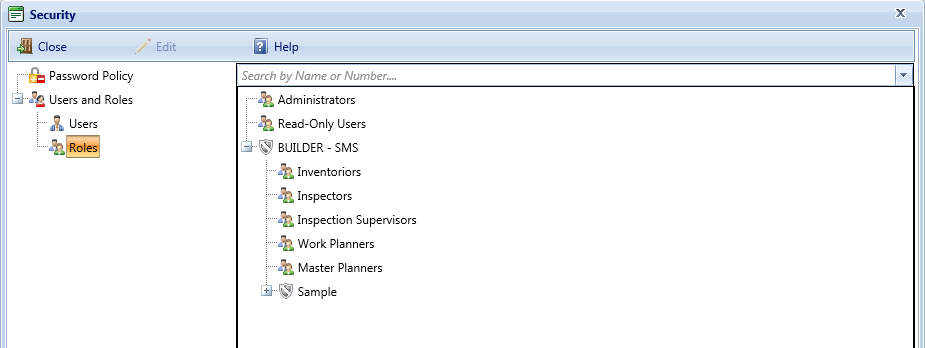 Security
Close Edit Help
Password Policy
Users and Roles
Users
Roles
Search by Name or Number....
Administrators
Read-Only Users
BUILDER - SMS
Inventoriors
Inspectors
Inspection Supervisors
Work Planners
Master Planners
Sample